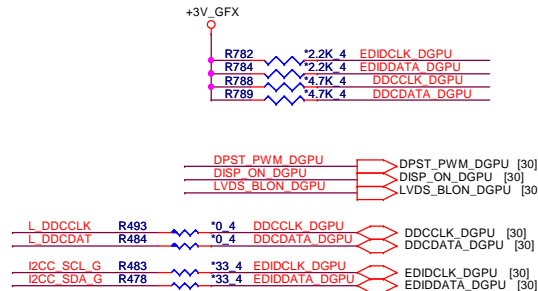 +3V_GFX
R782 *2.2K_4 EDIDCLK_DGPU
R784 *2.2K_4 EDIDDATA_DGPU
R788 *4.7K_4 DDCCLK_DGPU
R789 *4.7K_4 DDCDATA_DGPU
DPST_PWM_DGPU DPST_PWM_DGPU [30]
DISP_ON_DGPU DISP_ON_DGPU [30]
LVDS_BLON_DGPU LVDS_BLON_DGPU [30
L_DDCCLK R493 *0_4 DDCCLK_DGPU DDCCLK_DGPU [30]
L_DDCDAT R484 *0_4 DDCDATA_DGPU DDCDATA_DGPU [30]
I2CC_SCL_G R483 *33_4 EDIDCLK_DGPU EDIDCLK_DGPU [30]
I2CC_SDA_G R478 *33_4 EDIDDATA_DGPU EDIDDATA_DGPU [30]